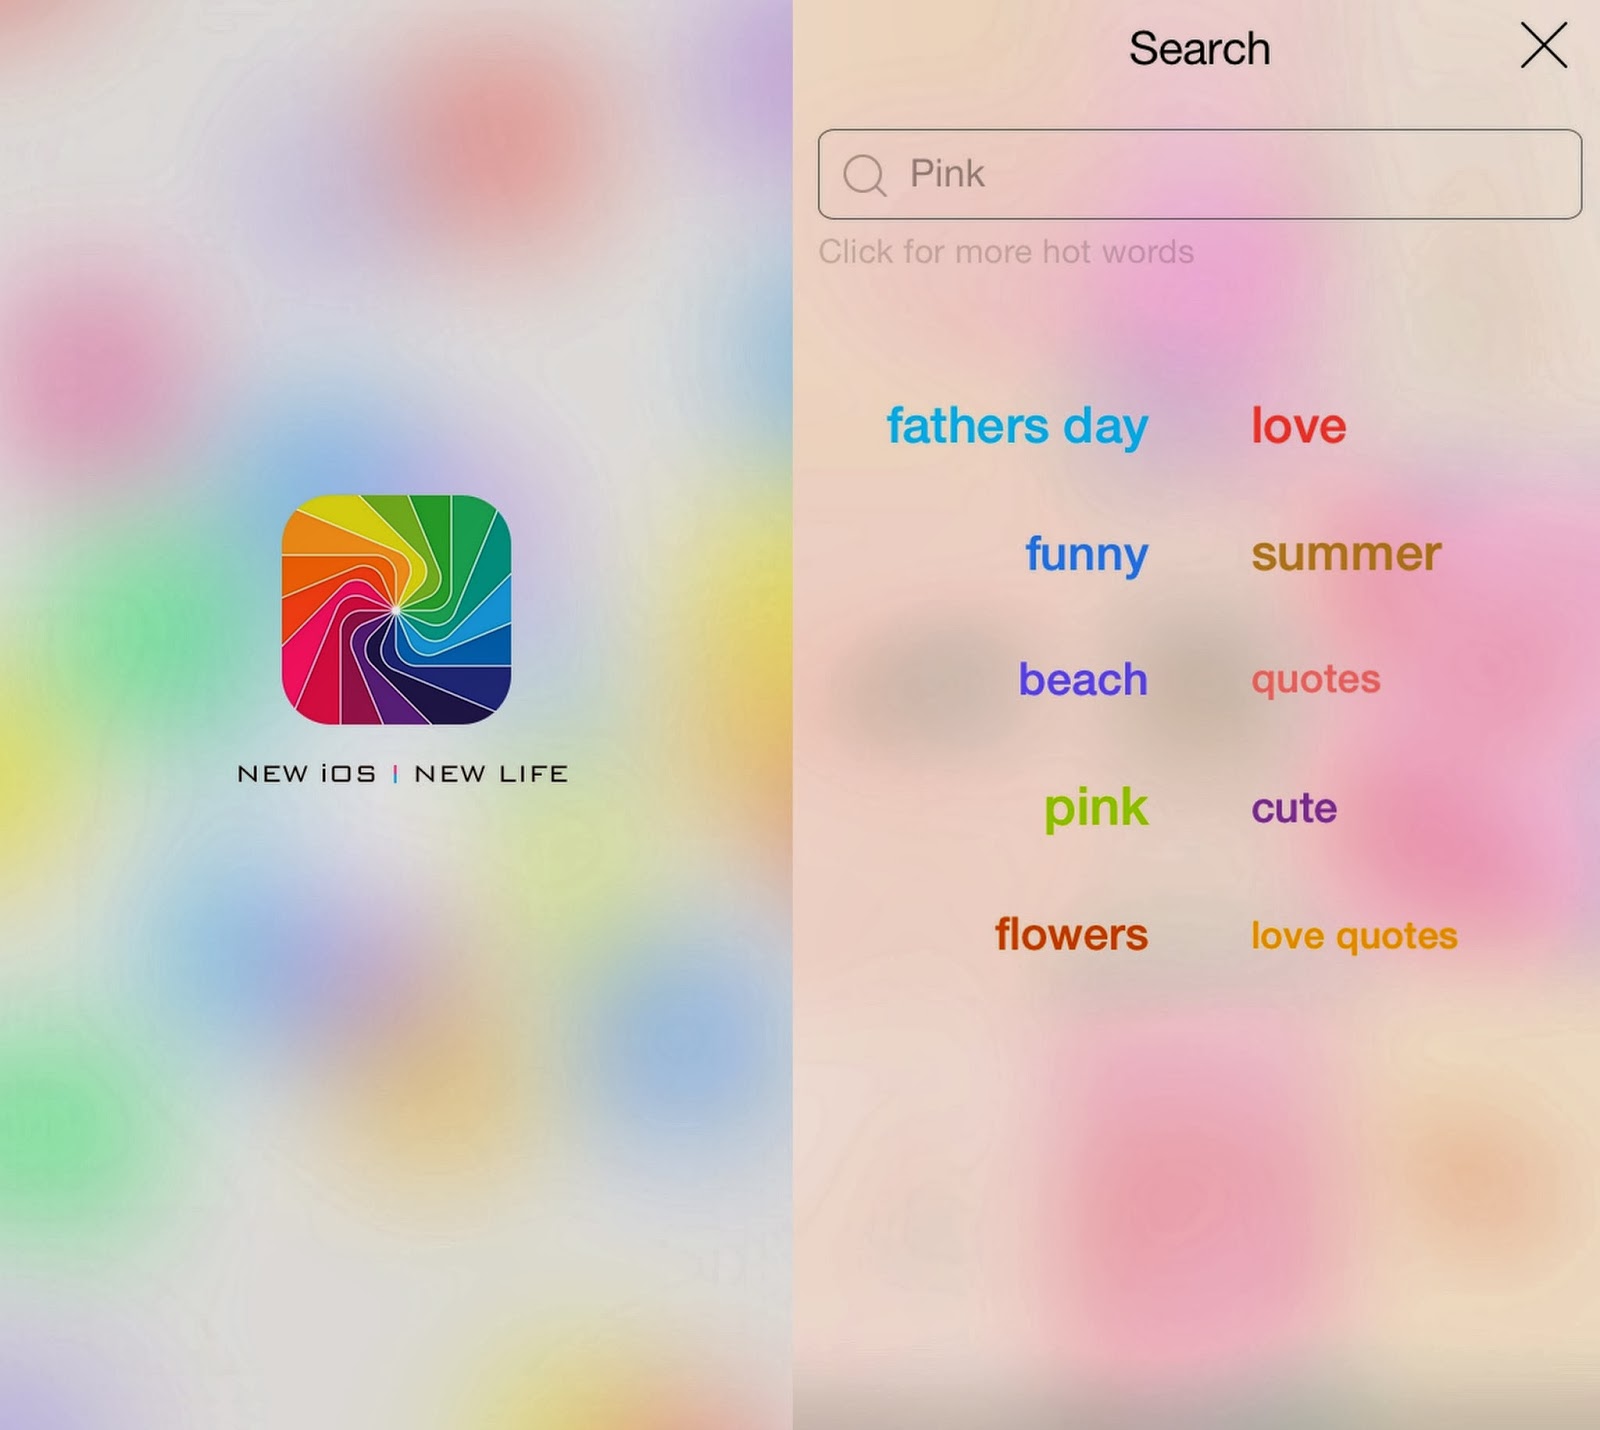 NEW iOS | NEW LIFE
Search
Pink
Click for more hot words
fathers day love
funny summer
beach quotes
pink cute
flowers love quotes